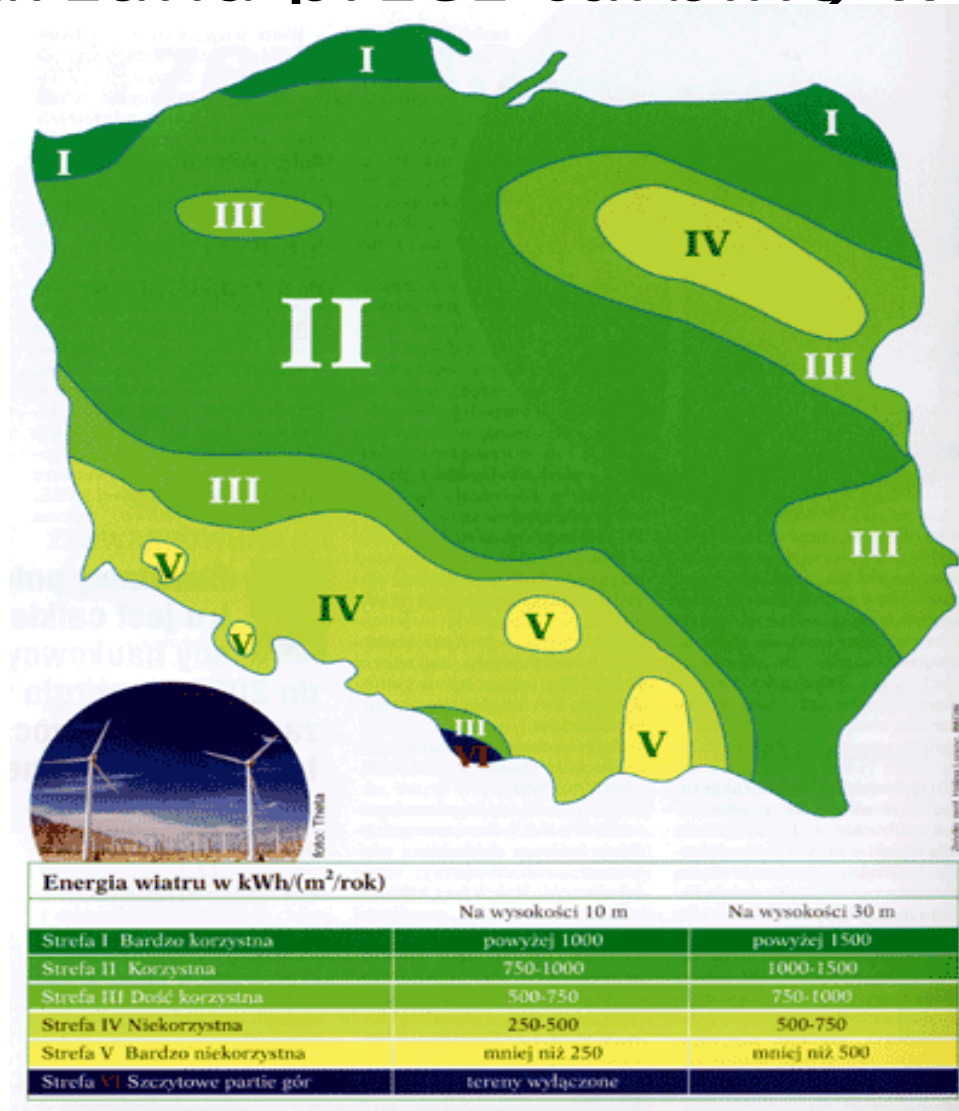 I
I
I
III
IV
II
III
III
III
V
IV
V
V
V
III
VI
foto: Theta
Energia wiatru w kWh/(m²/rok)
Na wysokości 10 m Na wysokości 30 m
Strefa I Bardzo korzystna powyżej 1000 powyżej 1500
Strefa II Korzystna 750-1000 1000-1500
Strefa III Dość korzystna 500-750 750-1000
Strefa IV Niekorzystna 250-500 500-750
Strefa V Bardzo niekorzystna mniej niż 250 mniej niż 500
Strefa VI Szczytowe partie gór tereny wyłączone